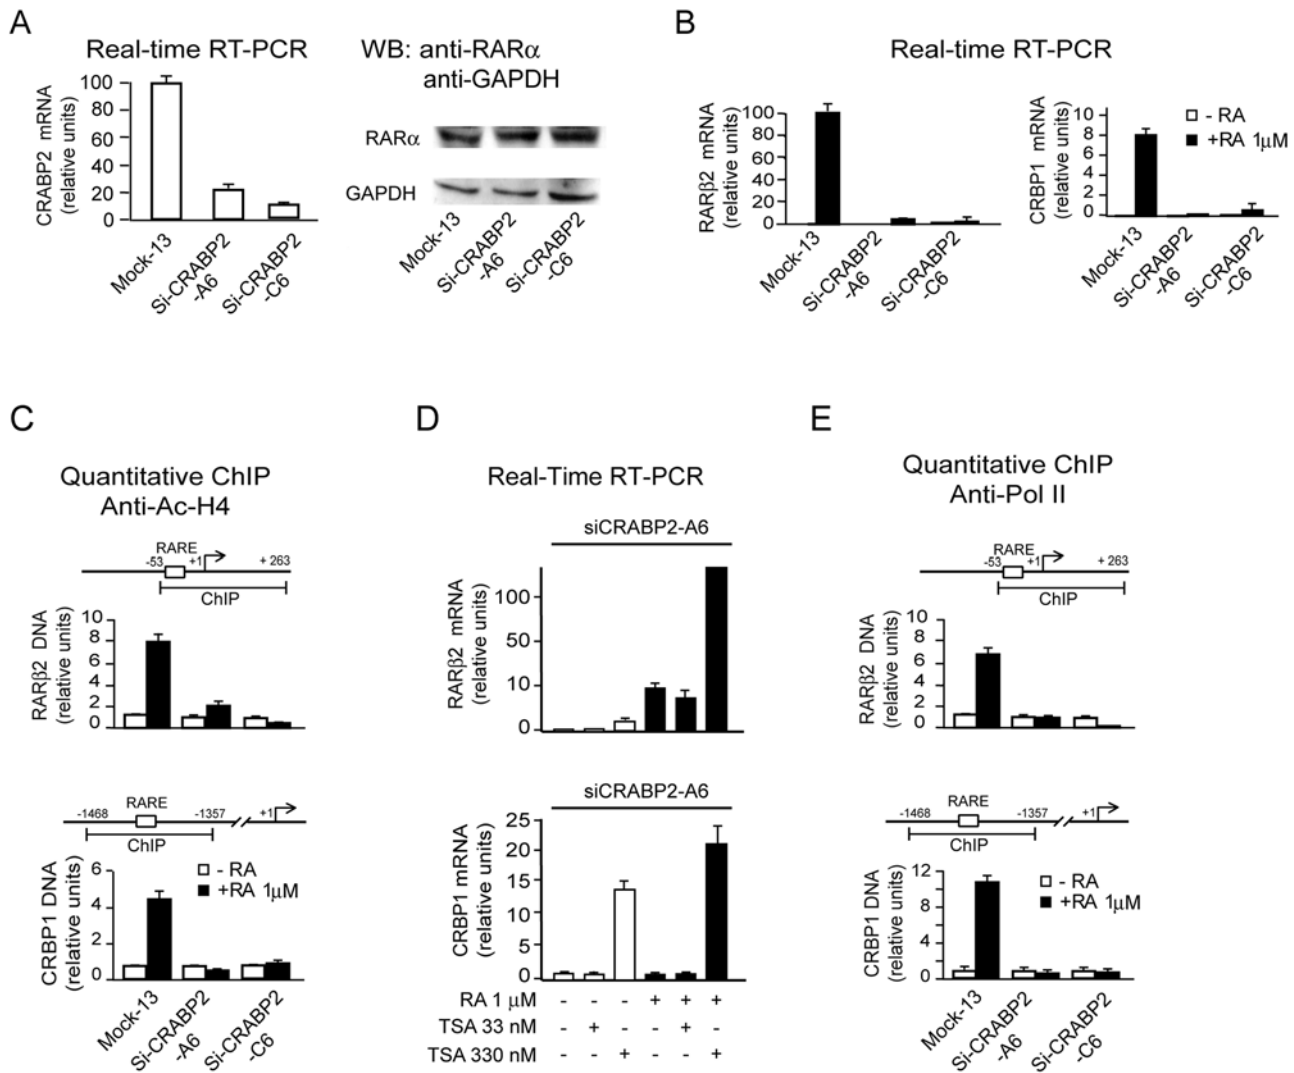 A
Real-time RT-PCR
CRABP2 mRNA
(relative units)
100
80
60
40
20
0
Mock-13
Si-CRABP2
-A6
Si-CRABP2
-C6
WB: anti-RARα
anti-GAPDH
RARα
GAPDH
Mock-13
Si-CRABP2
-A6
Si-CRABP2
-C6
B
Real-time RT-PCR
RARβ2 mRNA
(relative units)
100
80
60
40
20
0
Mock-13
Si-CRABP2
-A6
Si-CRABP2
-C6
CRBP1 mRNA
(relative units)
10
8
6
4
2
0
- RA
+RA 1μM
Mock-13
Si-CRABP2
-A6
Si-CRABP2
-C6
C
Quantitative ChIP
Anti-Ac-H4
RARE
-53 +1 + 263
ChIP
RARβ2 DNA
(relative units)
10
8
6
4
2
0
RARE
-1468 -1357 +1
ChIP
CRBP1 DNA
(relative units)
6
4
2
0
- RA
+RA 1μM
Mock-13
Si-CRABP2
-A6
Si-CRABP2
-C6
D
Real-Time RT-PCR
siCRABP2-A6
RARβ2 mRNA
(relative units)
100
50
10
0
siCRABP2-A6
CRBP1 mRNA
(relative units)
25
20
15
10
5
0
RA 1 μM - - - + + +
TSA 33 nM - + - - + -
TSA 330 nM - - + - - +
E
Quantitative ChIP
Anti-Pol II
RARE
-53 +1 + 263
ChIP
RARβ2 DNA
(relative units)
10
8
6
4
2
0
RARE
-1468 -1357 +1
ChIP
CRBP1 DNA
(relative units)
12
8
4
0
- RA
+RA 1μM
Mock-13
Si-CRABP2
-A6
Si-CRABP2
-C6